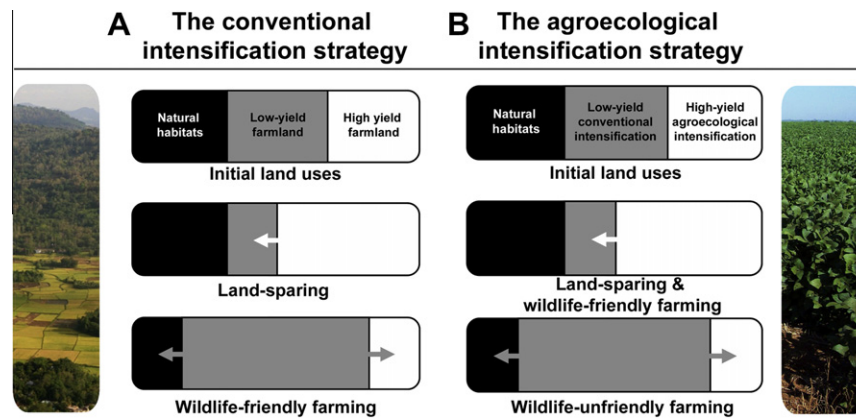 A
The conventional
intensification strategy
Natural
habitats
Low-yield
farmland
High yield
farmland
Initial land uses
Land-sparing
Wildlife-friendly farming
B
The agroecological
intensification strategy
Natural
habitats
Low-yield
conventional
intensification
High-yield
agroecological
intensification
Initial land uses
Land-sparing &
wildlife-friendly farming
Wildlife-unfriendly farming